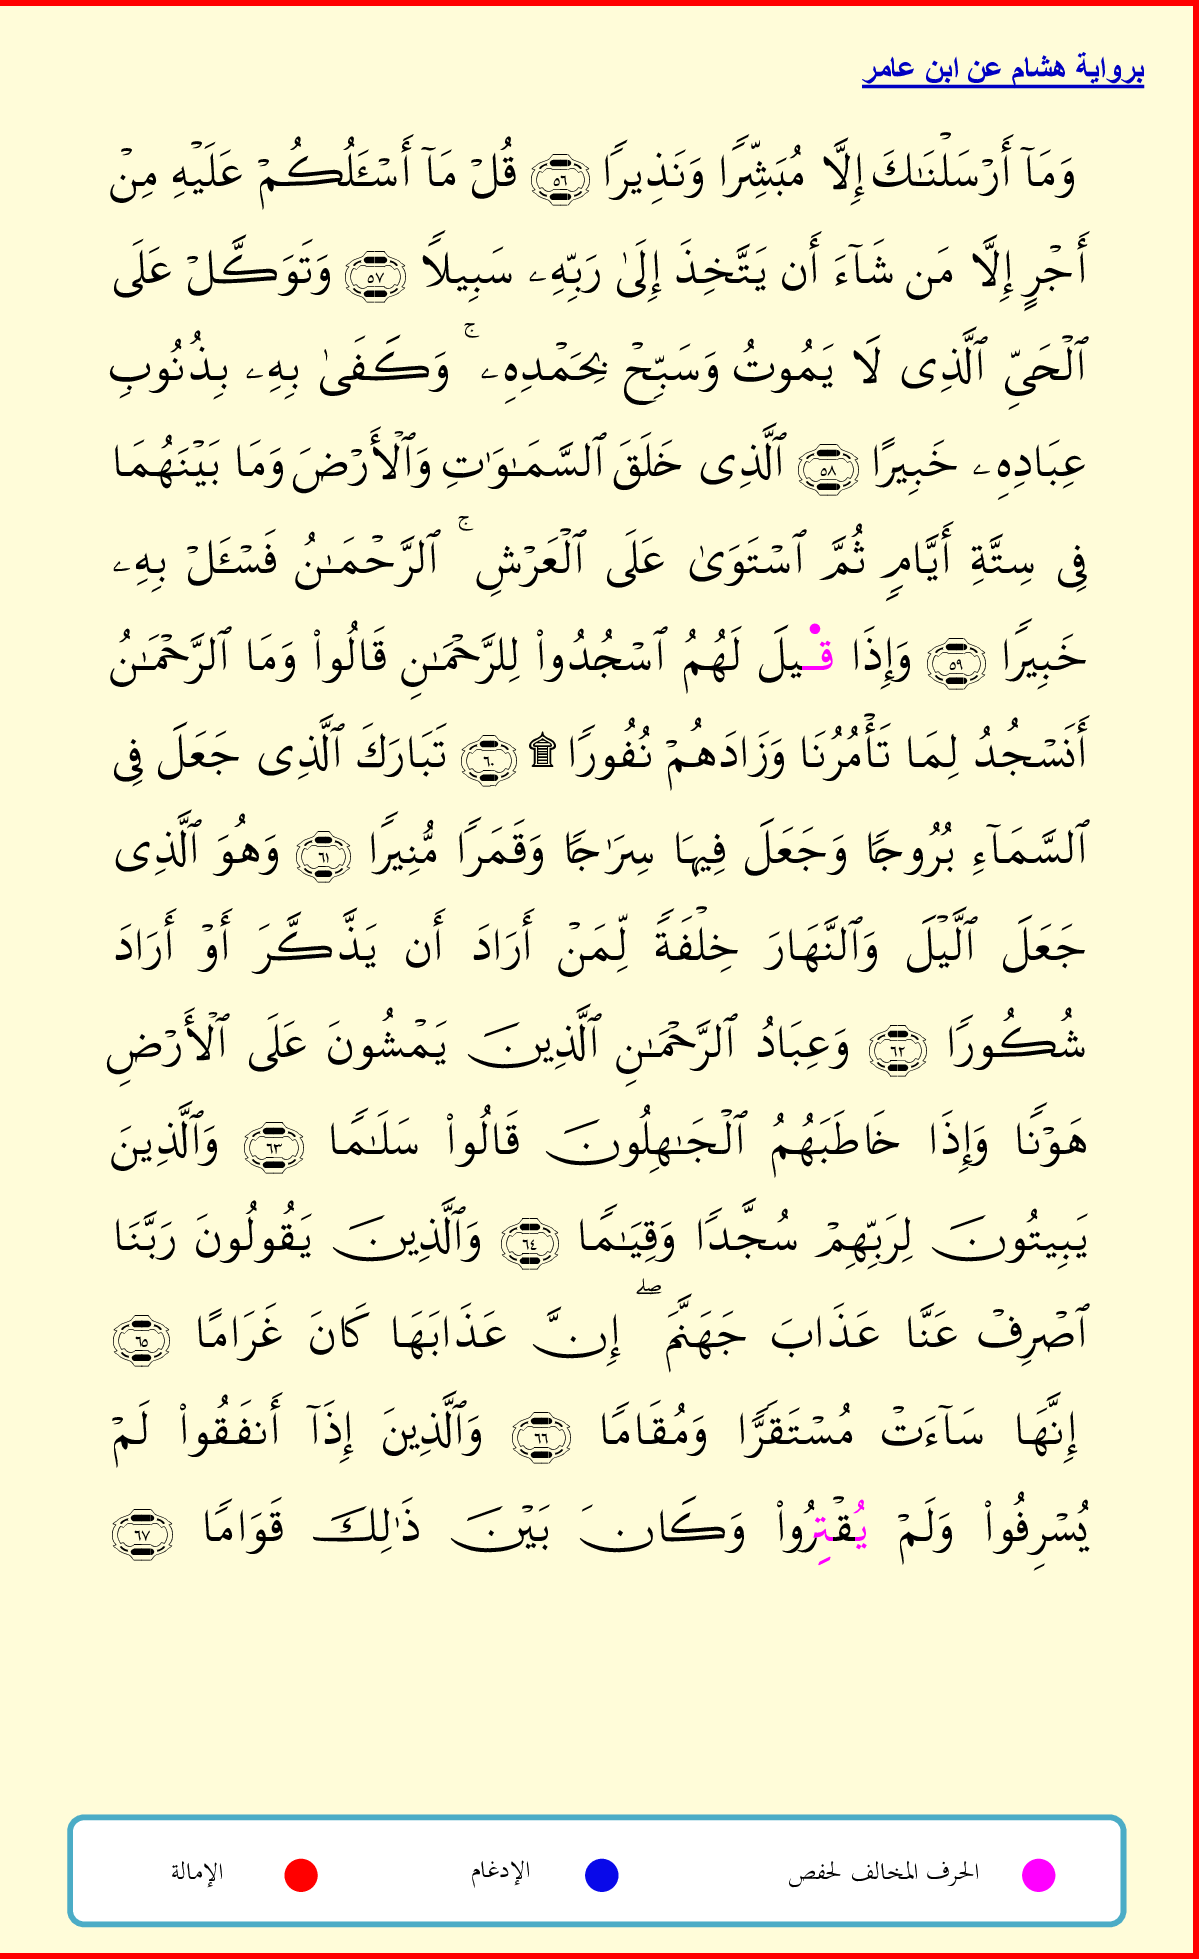 برواية هشام عن ابن عامر
وَمَآ أَرْسَلْنَـٰكَ إِلَّا مُبَشِّرًا وَنَذِيرًا ٥٦ قُلْ مَآ أَسْـَٔلُكُمْ عَلَيْهِ مِنْ
أَجْرٍ إِلَّا مَن شَآءَ أَن يَتَّخِذَ إِلَىٰ رَبِّهِۦ سَبِيلًا ٥٧ وَتَوَكَّلْ عَلَى
ٱلْحَىِّ ٱلَّذِى لَا يَمُوتُ وَسَبِّحْ بِحَمْدِهِۦ ۚ وَكَفَىٰ بِهِۦ بِذُنُوبِ
عِبَادِهِۦ خَبِيرًا ٥٨ ٱلَّذِى خَلَقَ ٱلسَّمَـٰوَٰتِ وَٱلْأَرْضَ وَمَا بَيْنَهُمَا
فِى سِتَّةِ أَيَّامٍ ثُمَّ ٱسْتَوَىٰ عَلَى ٱلْعَرْشِ ۚ ٱلرَّحْمَـٰنُ فَسْـَٔلْ بِهِۦ
خَبِيرًا ٥٩ وَإِذَا قـ۬ـيلَ لَهُمُ ٱسْجُدُوا۟ لِلرَّحْمَـٰنِ قَالُوا۟ وَمَا ٱلرَّحْمَـٰنُ
أَنَسْجُدُ لِمَا تَأْمُرُنَا وَزَادَهُمْ نُفُورًا ۩ ٦٠ تَبَارَكَ ٱلَّذِى جَعَلَ فِى
ٱلسَّمَآءِ بُرُوجًا وَجَعَلَ فِيهَا سِرَٰجًا وَقَمَرًا مُّنِيرًا ٦١ وَهُوَ ٱلَّذِى
جَعَلَ ٱلَّيْلَ وَٱلنَّهَارَ خِلْفَةً لِّمَنْ أَرَادَ أَن يَذَّكَّرَ أَوْ أَرَادَ
شُكُورًا ٦٢ وَعِبَادُ ٱلرَّحْمَـٰنِ ٱلَّذِينَ يَمْشُونَ عَلَى ٱلْأَرْضِ
هَوْنًا وَإِذَا خَاطَبَهُمُ ٱلْجَـٰهِلُونَ قَالُوا۟ سَلَـٰمًا ٦٣ وَٱلَّذِينَ
يَبِيتُونَ لِرَبِّهِمْ سُجَّدًا وَقِيَـٰمًا ٦٤ وَٱلَّذِينَ يَقُولُونَ رَبَّنَا
ٱصْرِفْ عَنَّا عَذَابَ جَهَنَّمَ ۖ إِنَّ عَذَابَهَا كَانَ غَرَامًا ٦٥
إِنَّهَا سَآءَتْ مُسْتَقَرًّا وَمُقَامًا ٦٦ وَٱلَّذِينَ إِذَآ أَنفَقُوا۟ لَمْ
يُسْرِفُوا۟ وَلَمْ يُقْتِرُوا۟ وَكَانَ بَيْنَ ذَٰلِكَ قَوَامًا ٦٧
الحرف المخالف لحفص الإدغام الإمالة